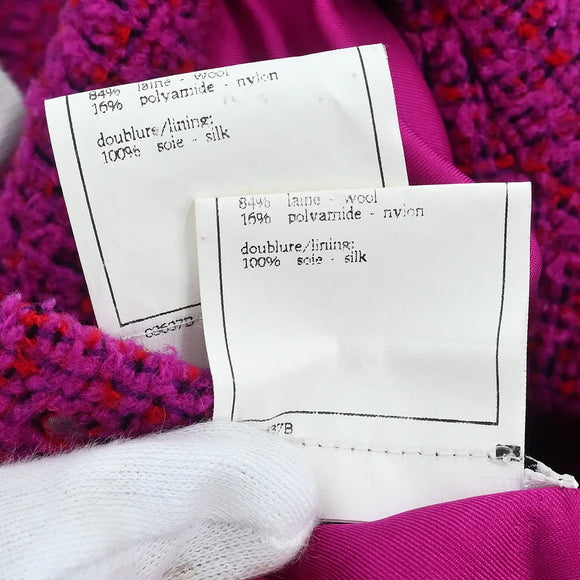 84% laine - wool
16% polyamide - nylon
doublure/lining:
100% soie - silk
84% laine - wool
16% polyamide - nylon
doublure/lining:
100% soie - silk